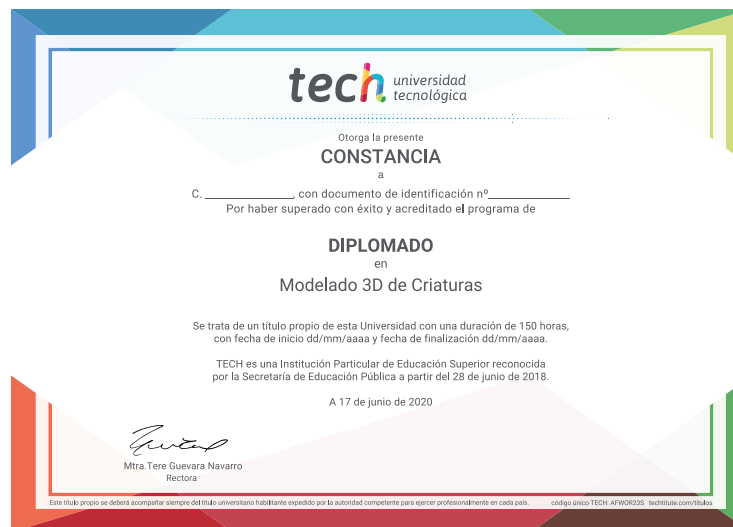 tech universidad
tecnológica
Otorga la presente
CONSTANCIA
a
C. ______________, con documento de identificación nº______________
Por haber superado con éxito y acreditado el programa de
DIPLOMADO
en
Modelado 3D de Criaturas
Se trata de un título propio de esta Universidad con una duración de 150 horas,
con fecha de inicio dd/mm/aaaa y fecha de finalización dd/mm/aaaa.
TECH es una Institución Particular de Educación Superior reconocida
por la Secretaría de Educación Pública a partir del 28 de junio de 2018.
A 17 de junio de 2020
Mtra.Tere Guevara Navarro
Rectora
Este título propio se deberá acompañar siempre del título universitario habilitante expedido por la autoridad competente para ejercer profesionalmente en cada país. código único TECH: AFWOR23S techtitute.com/titulos